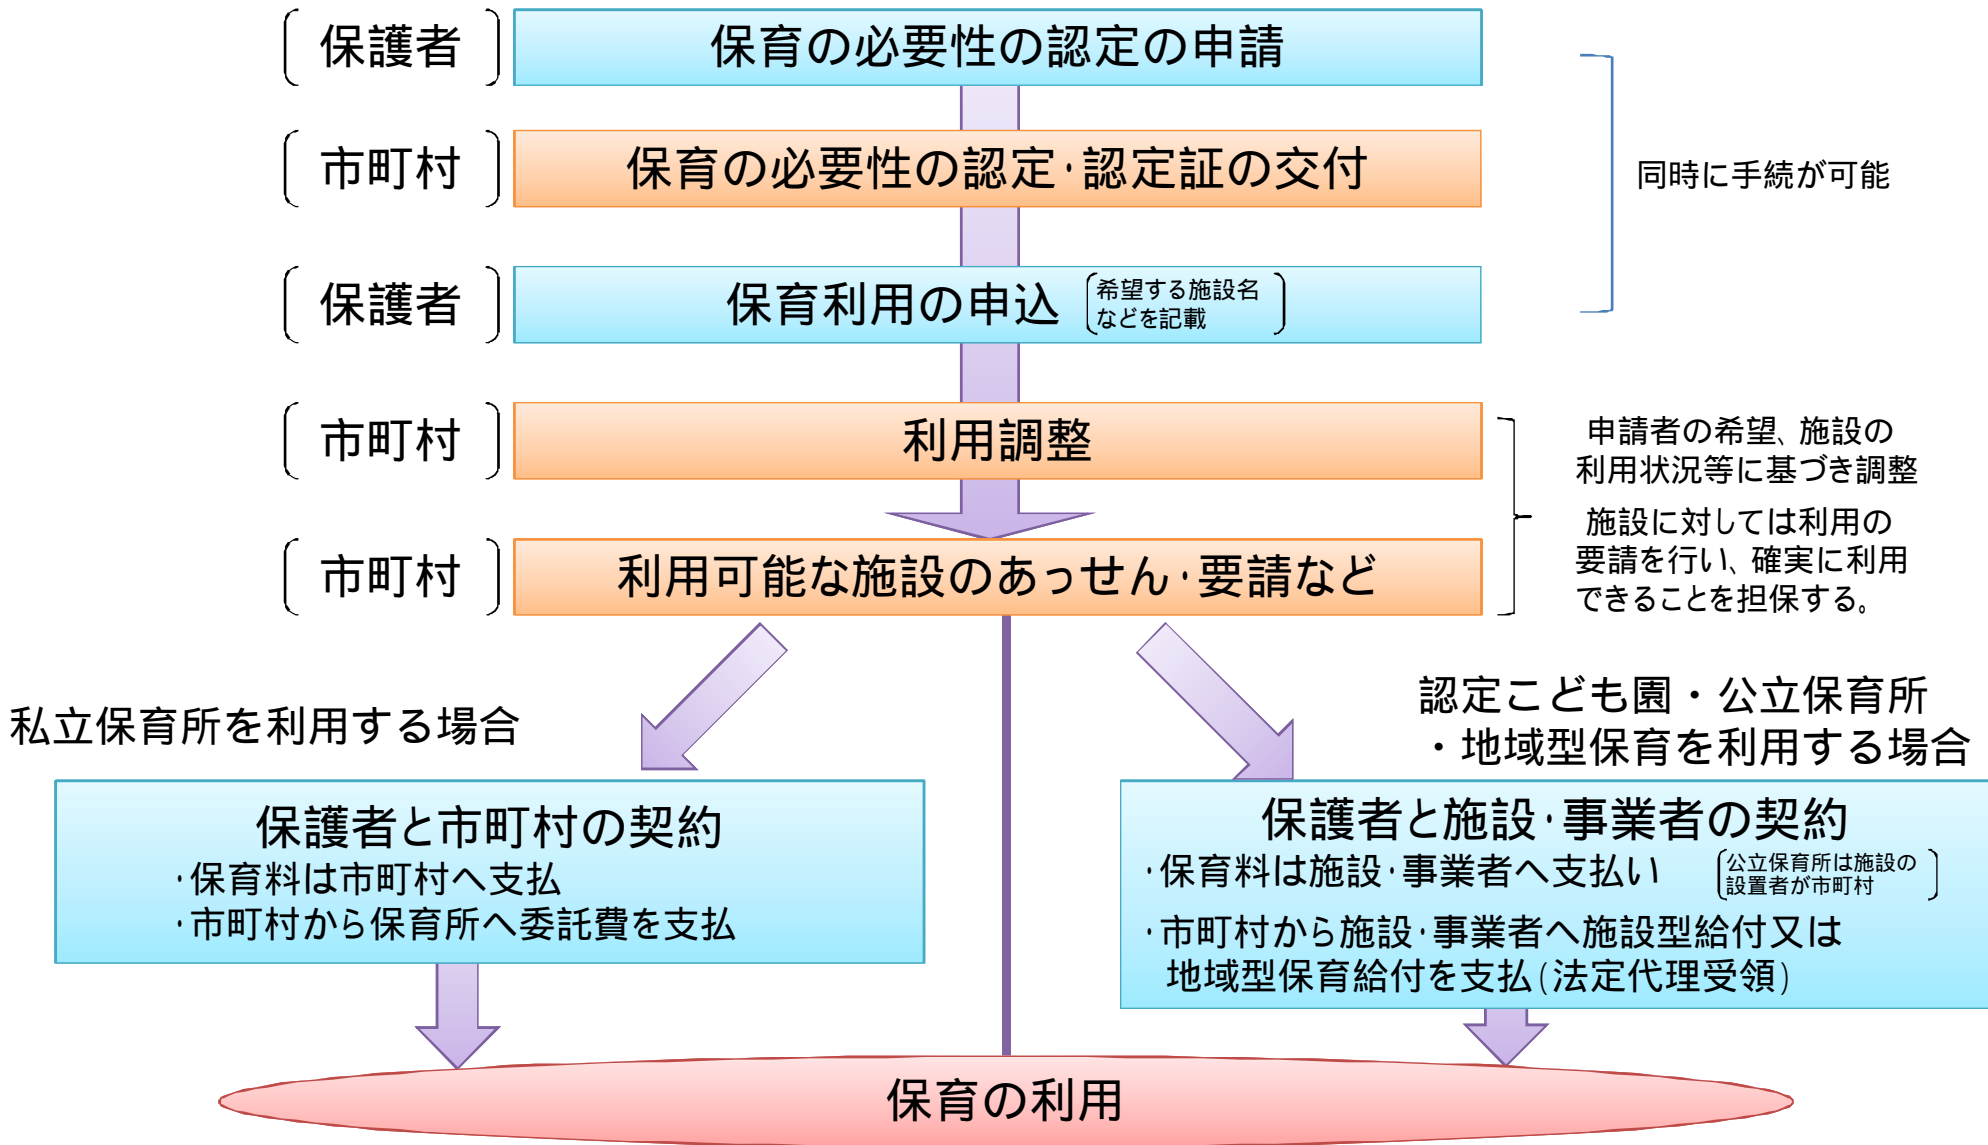 保護者
保育の必要性の認定の申請
市町村
保育の必要性の認定・認定証の交付
同時に手続が可能
保護者
保育利用の申込
希望する施設名
などを記載
市町村
利用調整
申請者の希望、施設の
利用状況等に基づき調整
市町村
利用可能な施設のあっせん・要請など
施設に対しては利用の
要請を行い、確実に利用
できることを担保する。
私立保育所を利用する場合
認定こども園・公立保育所
・地域型保育を利用する場合
保護者と市町村の契約
・保育料は市町村へ支払
・市町村から保育所へ委託費を支払
保護者と施設・事業者の契約
・保育料は施設・事業者へ支払い
公立保育所は施設の
設置者が市町村
・市町村から施設・事業者へ施設型給付又は
地域型保育給付を支払(法定代理受領)
保育の利用